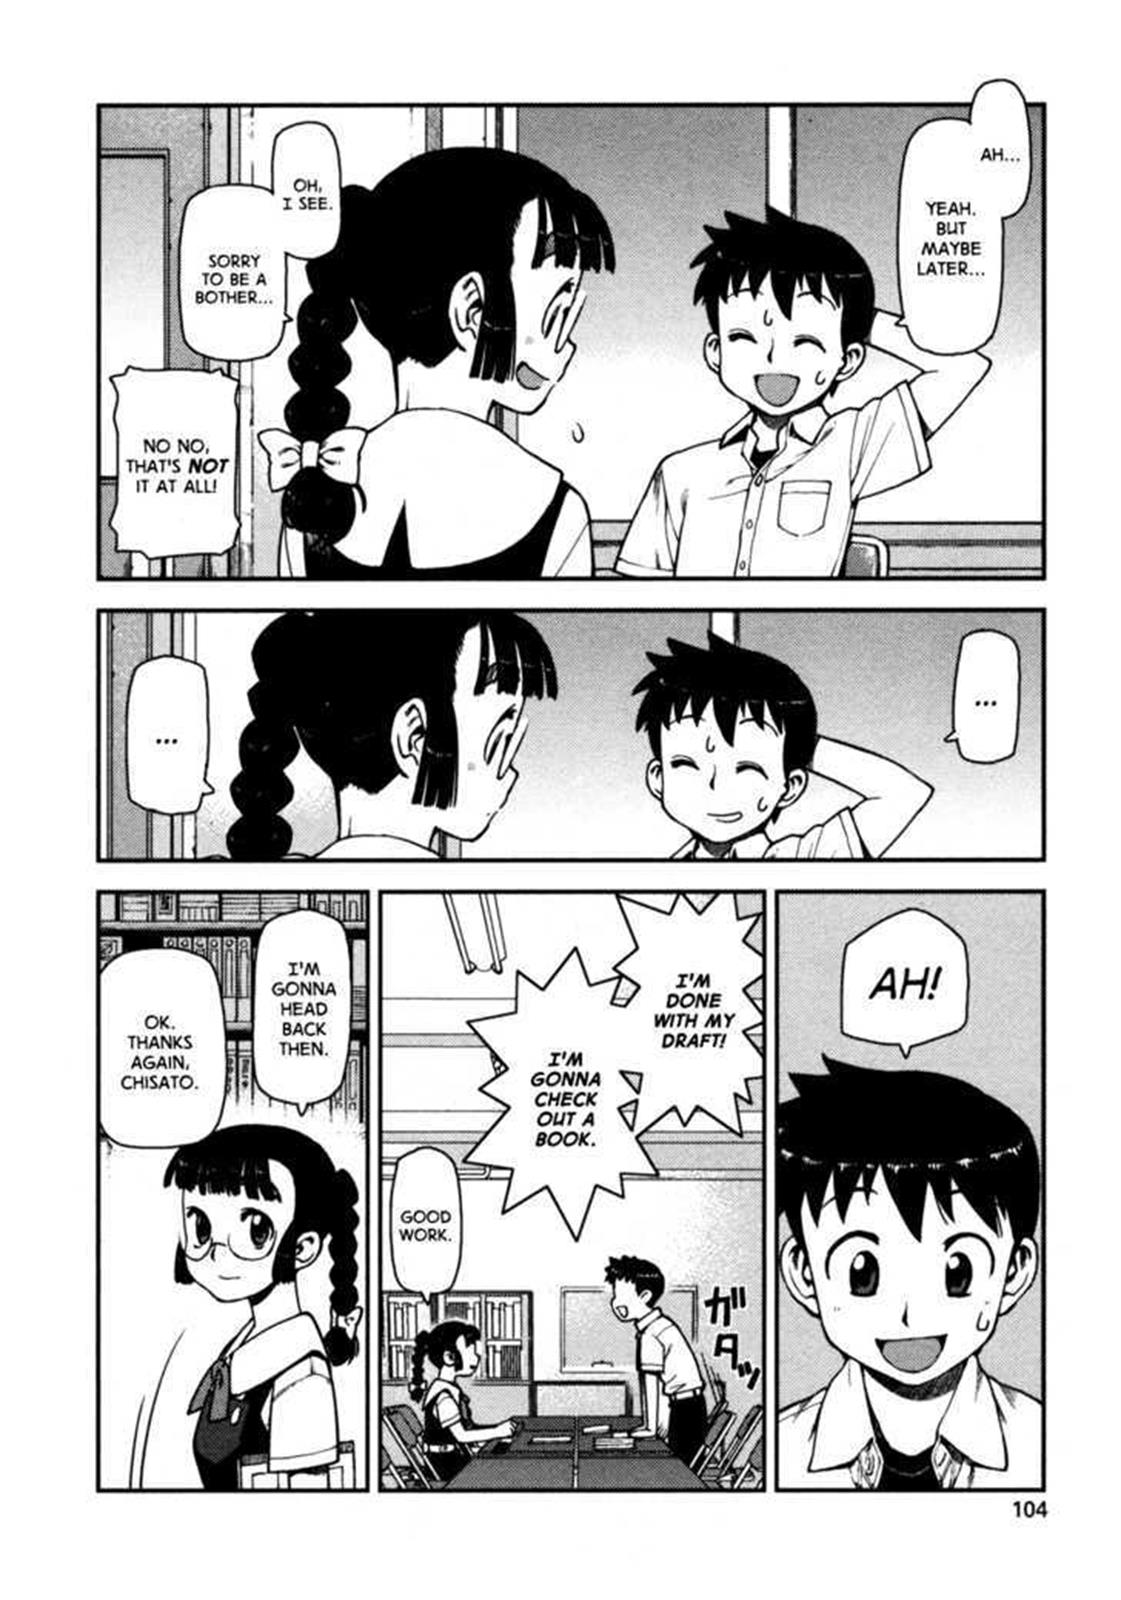 AH...
YEAH.
BUT
MAYBE
LATER...
OH,
I SEE.
SORRY
TO BE A
BOTHER...
NO NO,
THAT'S NOT
IT AT ALL!
...
...
AH!
I'M
DONE
WITH MY
DRAFT!
I'M
GONNA
CHECK
OUT A
BOOK.
GOOD
WORK.
ガタッ
I'M
GONNA
HEAD
BACK
THEN.
OK.
THANKS
AGAIN,
CHISATO.
104